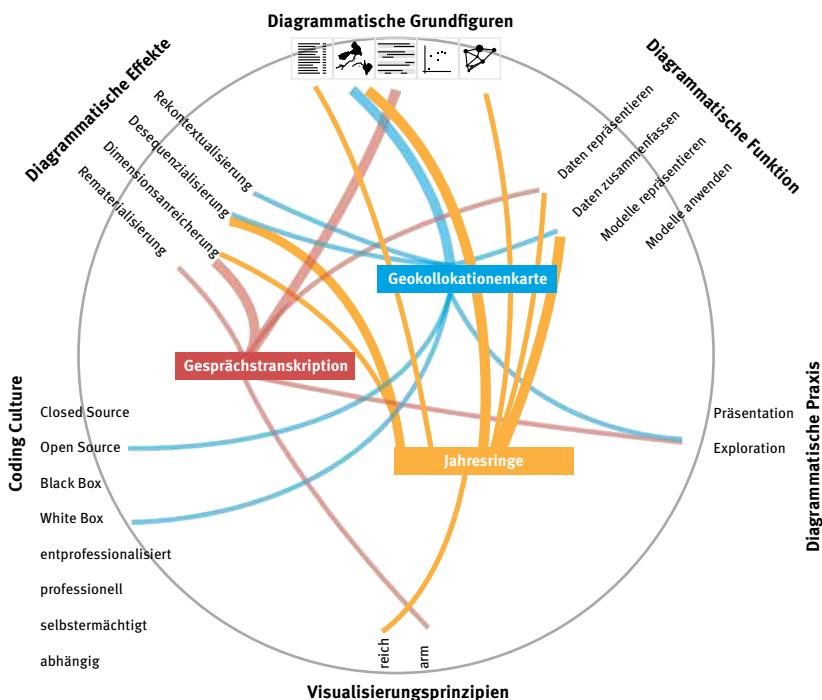 Diagrammatische Grundfiguren
Diagrammatische Effekte
Rekontextualisierung
Desequenzialisierung
Dimensionsanreicherung
Rematerialisierung
Diagrammatische Funktion
Daten repräsentieren
Daten zusammenfassen
Modelle repräsentieren
Modelle anwenden
Geokollokationenkarte
Gesprächstranskription
Jahresringe
Coding Culture
Closed Source
Open Source
Black Box
White Box
entprofessionalisiert
professionell
selbstermächtigt
abhängig
Diagrammatische Praxis
Präsentation
Exploration
reich
arm
Visualisierungsprinzipien